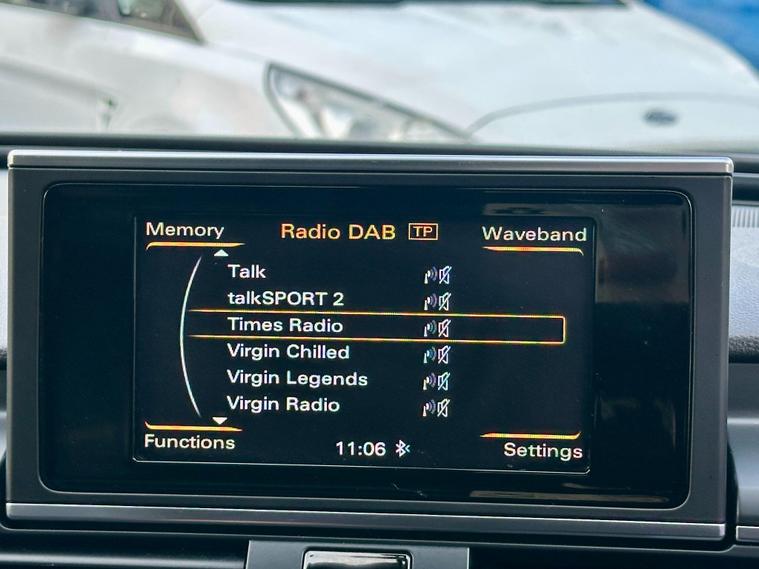 Memory
Radio DAB TP
Waveband
Talk
talkSPORT 2
Times Radio
Virgin Chilled
Virgin Legends
Virgin Radio
Functions
11:06
Settings